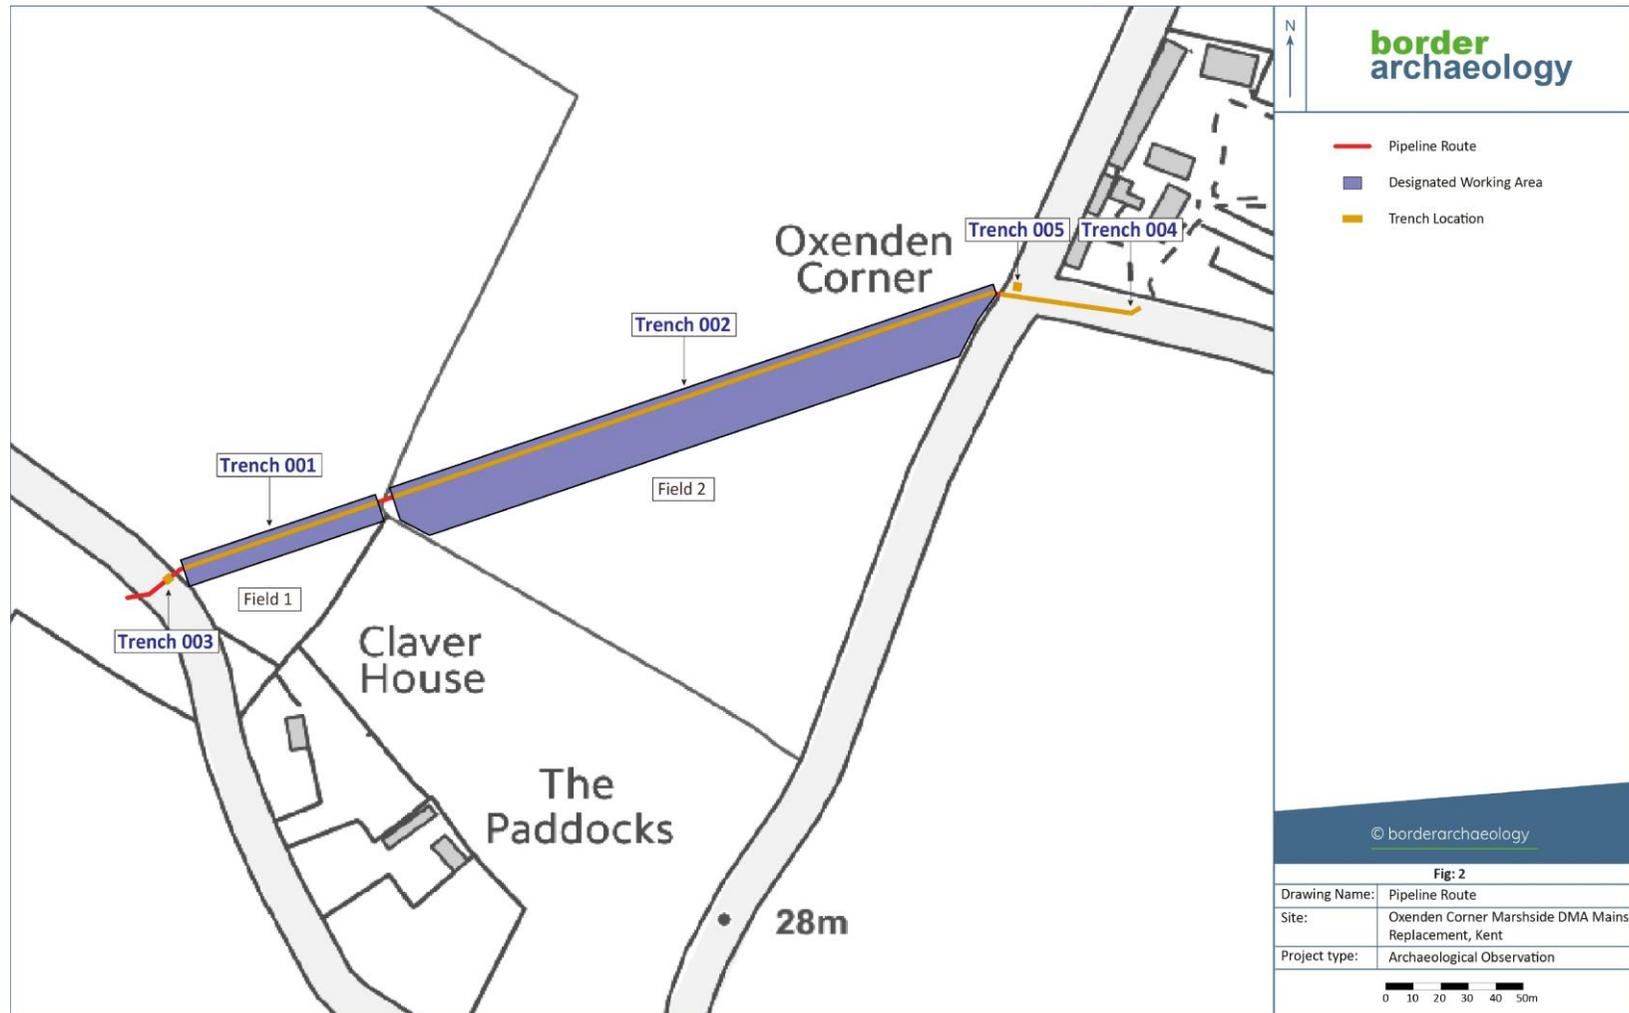 N
border
archaeology
Pipeline Route
Designated Working Area
Trench Location
Oxenden
Corner
Trench 005
Trench 004
Trench 002
Trench 001
Field 2
Field 1
Trench 003
Claver
House
The
Paddocks
28m
© borderarchaeology
Fig: 2
Drawing Name: Pipeline Route
Site: Oxenden Corner Marshside DMA Mains
Replacement, Kent
Project type: Archaeological Observation
0 10 20 30 40 50m